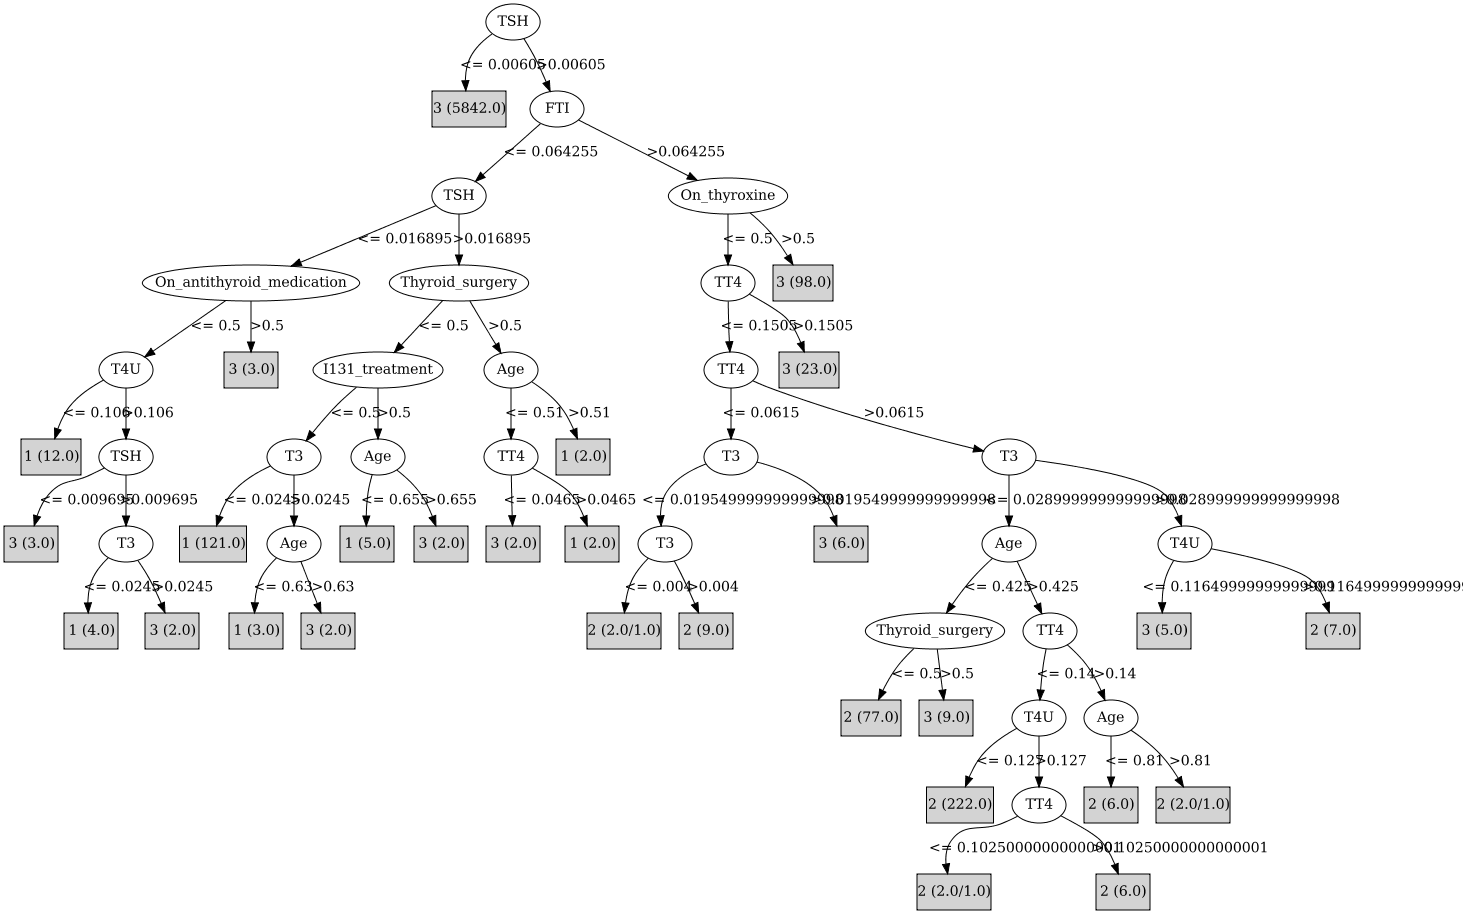 TSH
<= 0.00605
>0.00605
3 (5842.0)
FTI
<= 0.064255
>0.064255
TSH
On_thyroxine
<= 0.016895
>0.016895
<= 0.5
>0.5
On_antithyroid_medication
Thyroid_surgery
TT4
3 (98.0)
<= 0.5
>0.5
<= 0.5
>0.5
<= 0.1505
>0.1505
T4U
3 (3.0)
I131_treatment
Age
TT4
3 (23.0)
<= 0.106
>0.106
<= 0.5
>0.5
<= 0.51
>0.51
<= 0.0615
>0.0615
1 (12.0)
TSH
T3
Age
TT4
1 (2.0)
T3
T3
<= 0.009695
>0.009695
<= 0.0245
>0.0245
<= 0.655
>0.655
<= 0.0465
>0.0465
<= 0.019549999999999998
>0.019549999999999998
<= 0.028999999999999998
>0.028999999999999998
3 (3.0)
T3
1 (121.0)
Age
1 (5.0)
3 (2.0)
3 (2.0)
1 (2.0)
T3
3 (6.0)
Age
T4U
<= 0.0245
>0.0245
<= 0.63
>0.63
<= 0.004
>0.004
<= 0.425
>0.425
1 (4.0)
3 (2.0)
1 (3.0)
3 (2.0)
2 (2.0/1.0)
2 (9.0)
Thyroid_surgery
TT4
3 (5.0)
2 (7.0)
<= 0.5
>0.5
<= 0.14
>0.14
2 (77.0)
3 (9.0)
T4U
Age
<= 0.127
>0.127
<= 0.81
>0.81
2 (222.0)
TT4
2 (6.0)
2 (2.0/1.0)
<= 0.10250000000000001
>0.10250000000000001
2 (2.0/1.0)
2 (6.0)